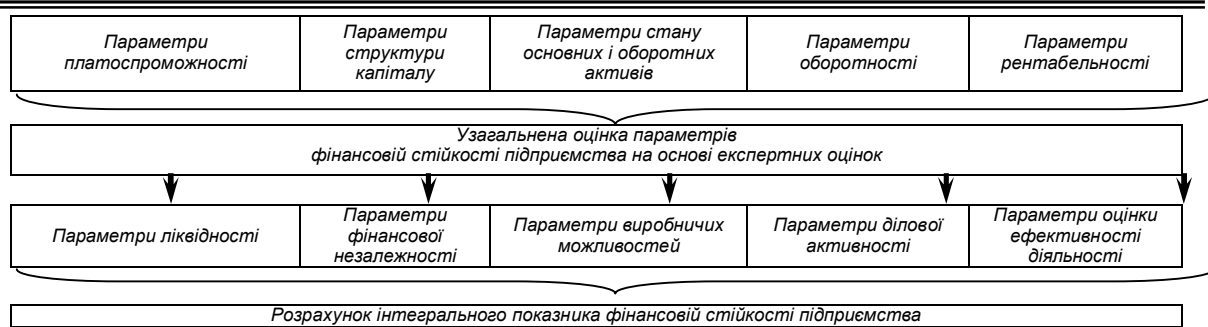 Параметри
платоспроможності
Параметри
структури
капіталу
Параметри стану
основних і оборотних
активів
Параметри
оборотності
Параметри
рентабельності
Узагальнена оцінка параметрів
фінансовій стійкості підприємства на основі експертних оцінок
Параметри ліквідності
Параметри
фінансової
незалежності
Параметри виробничих
можливостей
Параметри ділової
активності
Параметри оцінки
ефективності
діяльності
Розрахунок інтегрального показника фінансовій стійкості підприємства